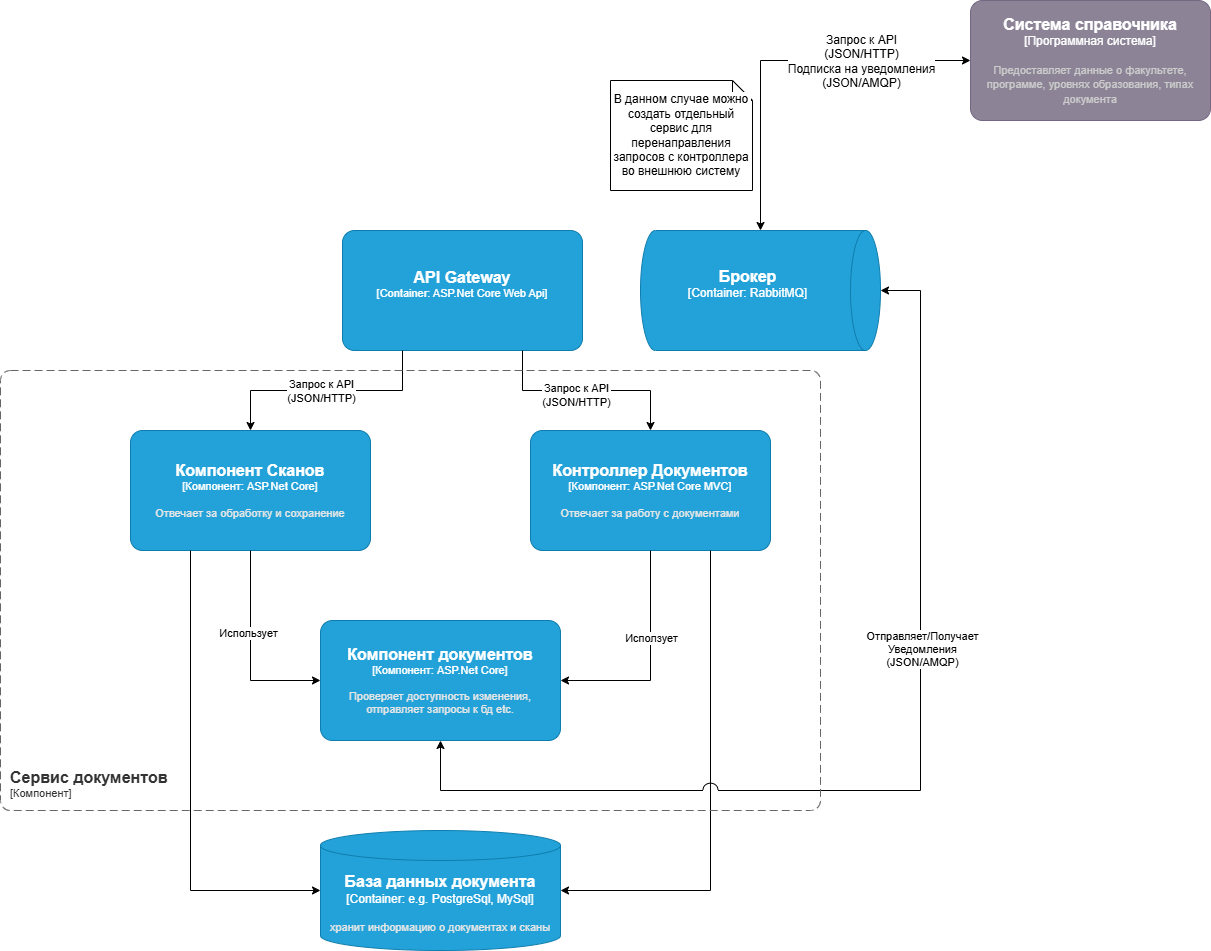 Система справочника
[Программная система]
Предоставляет данные о факультете,
программе, уровнях образования, типах
документа
Запрос к API
(JSON/HTTP)
Подписка на уведомления
(JSON/AMQP)
В данном случае можно
создать отдельный
сервис для
перенаправления
запросов с контроллера
во внешнюю систему
API Gateway
[Container: ASP.Net Core Web Api]
Брокер
[Container: RabbitMQ]
Запрос к API
(JSON/HTTP)
Запрос к API
(JSON/HTTP)
Компонент Сканов
[Компонент: ASP.Net Core]
Отвечает за обработку и сохранение
Контроллер Документов
[Компонент: ASP.Net Core MVC]
Отвечает за работу с документами
Использует
Исползует
Отправляет/Получает
Уведомления
(JSON/AMQP)
Компонент документов
[Компонент: ASP.Net Core]
Проверяет доступность изменения,
отправляет запросы к бд etc.
Сервис документов
[Компонент]
База данных документа
[Container: e.g. PostgreSql, MySql]
хранит информацию о документах и сканы